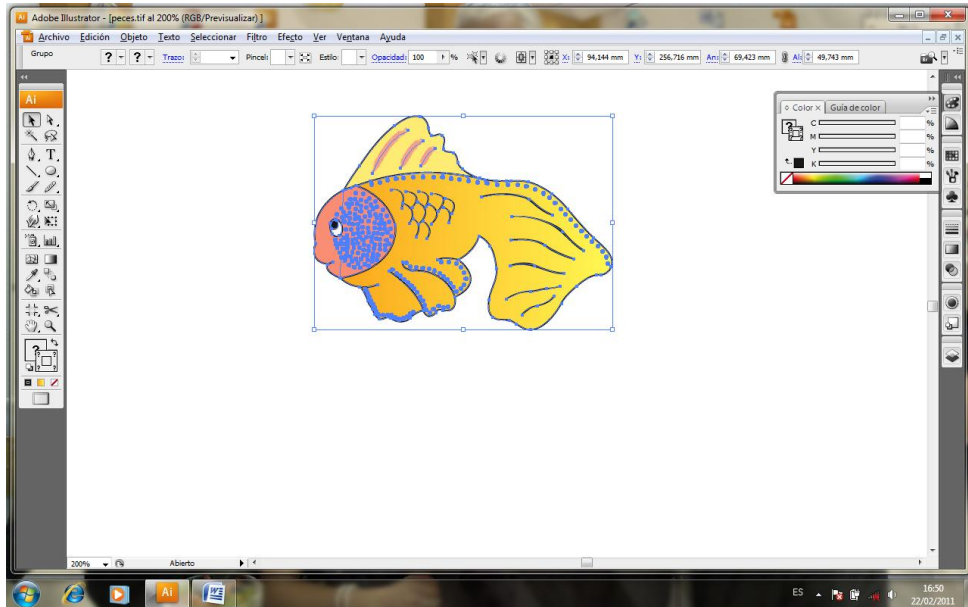 Adobe Illustrator - [peces.tif al 200% (RGB/Previsualizar) ]
Archivo Edición Objeto Texto Seleccionar Filtro Efecto Ver Ventana Ayuda
Grupo ? ? Trazo: Pincel: Estilo: Opacidad: 100 % X: 94,144 mm Y: 256,716 mm An: 69,423 mm Al: 49,743 mm
Ai
Color × Guía de color
? C %
M %
Y %
K %
T
?
200% Abierto
Ai
ES
16:50
22/02/2011